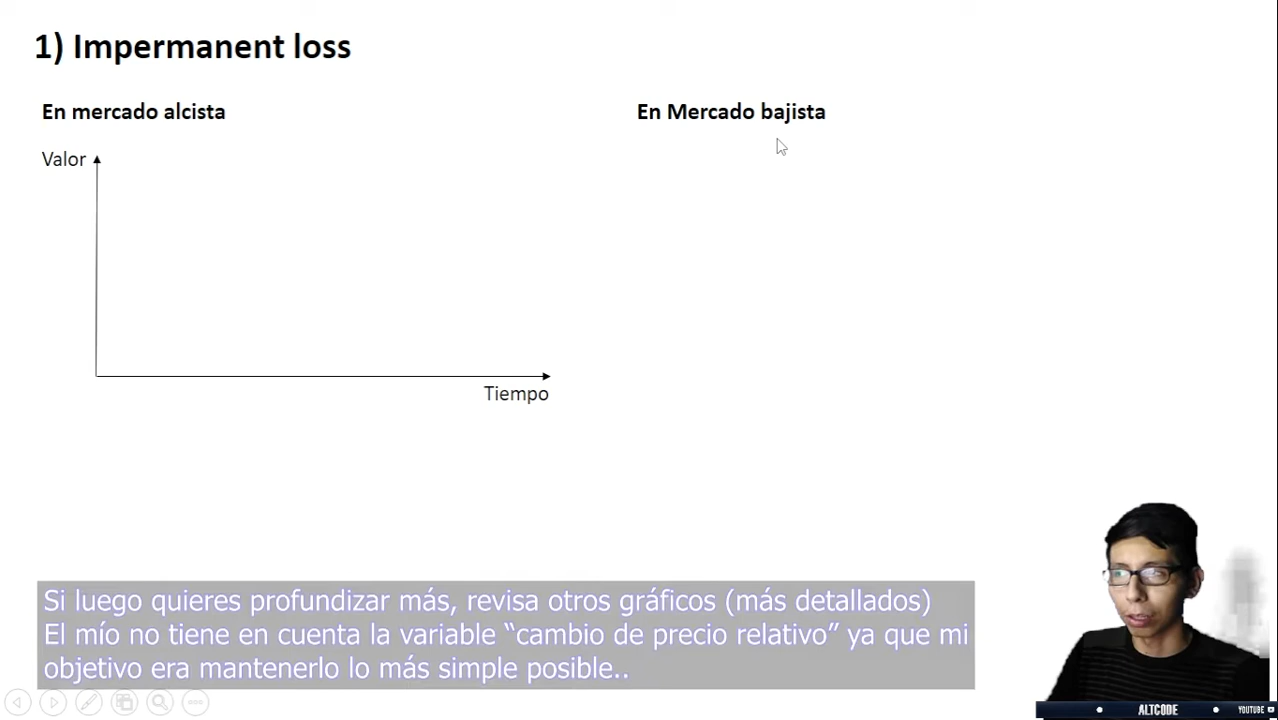 1) Impermanent loss
En mercado alcista
En Mercado bajista
Valor
Tiempo
Si luego quieres profundizar más, revisa otros gráficos (más detallados)
El mío no tiene en cuenta la variable “cambio de precio relativo” ya que mi
objetivo era mantenerlo lo más simple posible..
ALTCODE
YOUTUBE